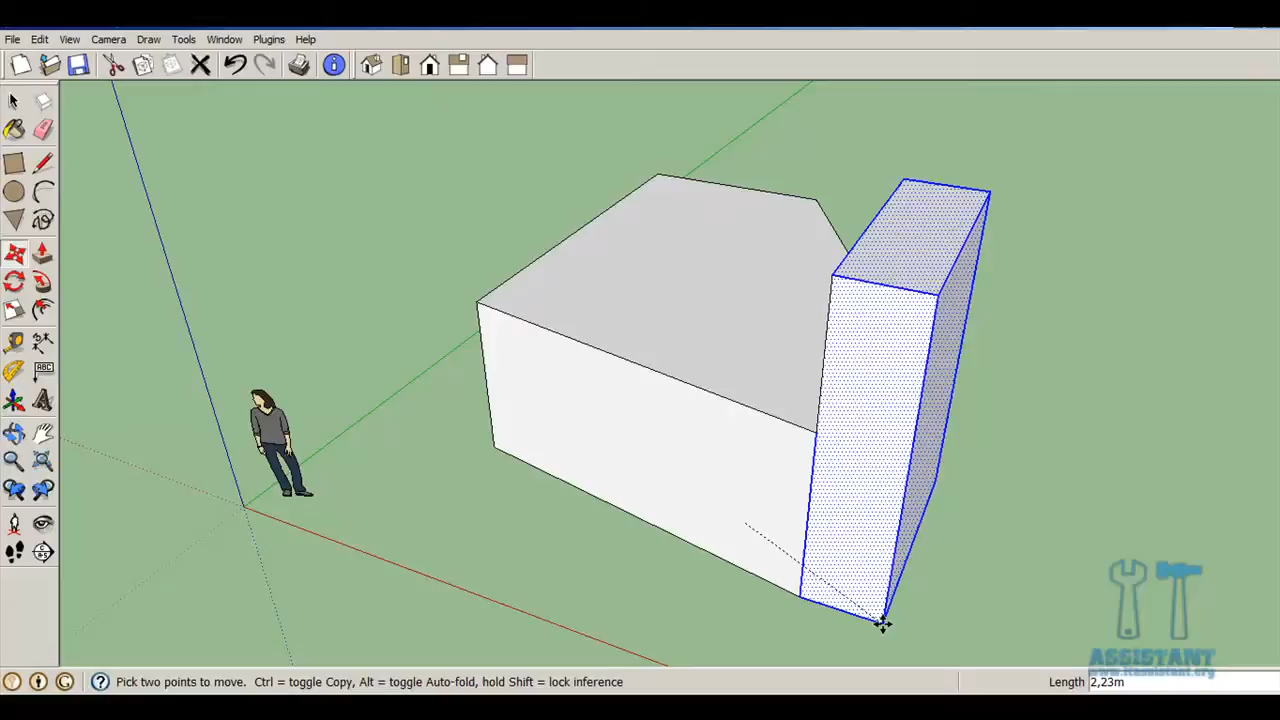 File Edit View Camera Draw Tools Window Plugins Help
ABC
ASSISTANT
Pick two points to move. Ctrl = toggle Copy, Alt = toggle Auto-fold, hold Shift = lock inference
Length 2,23m